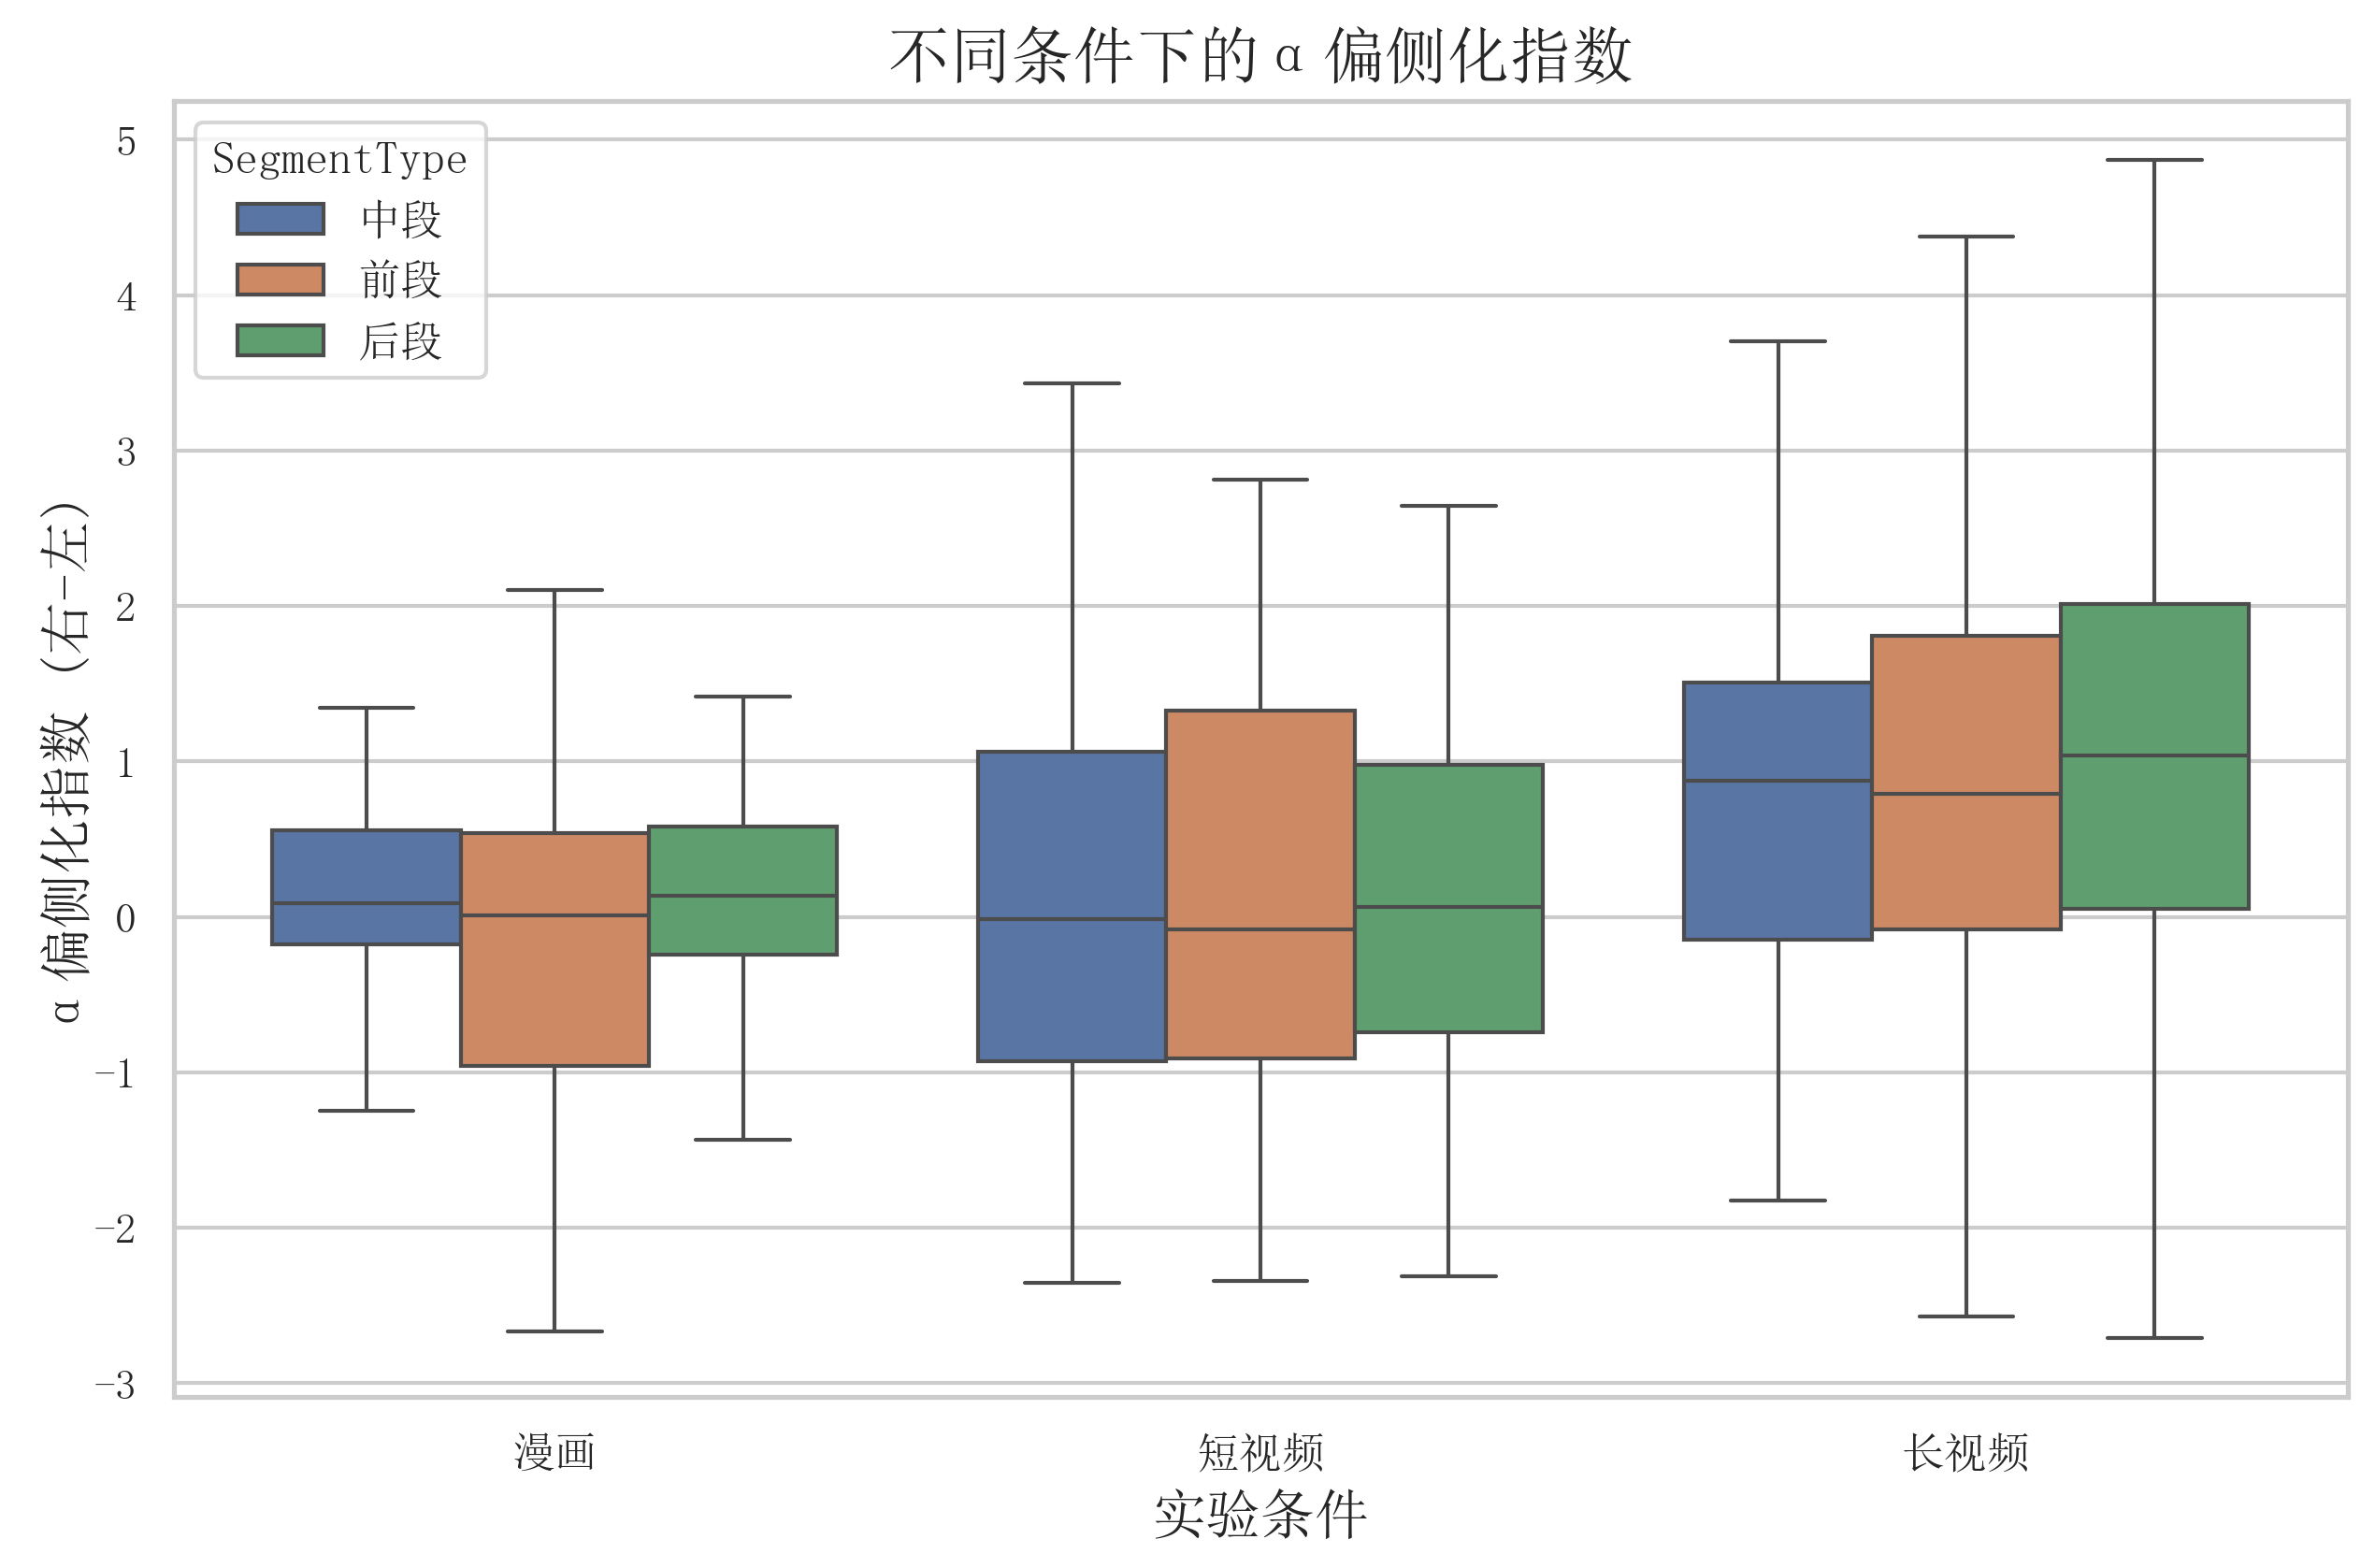 不同条件下的 α 偏侧化指数
SegmentType
中段
前段
后段
α 偏侧化指数 (右-左)
5
4
3
2
1
0
−1
−2
−3
漫画
短视频
长视频
实验条件